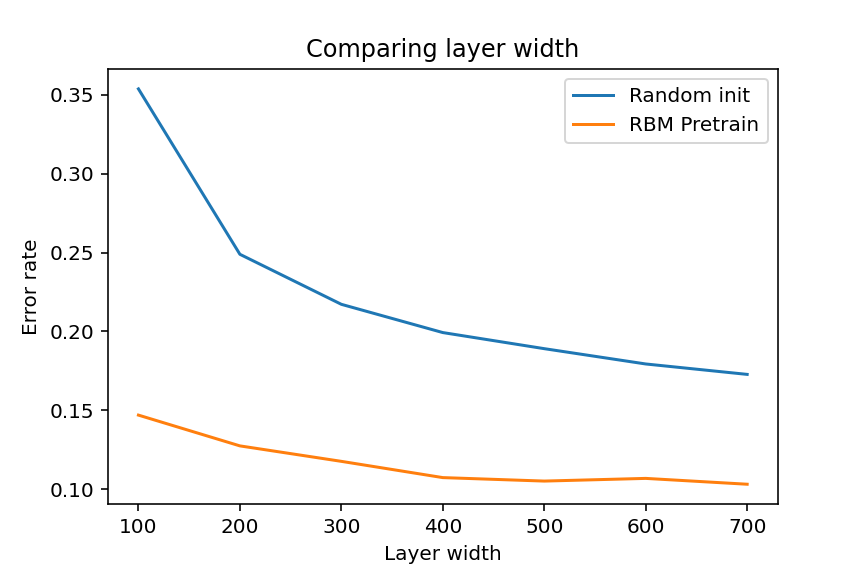 Comparing layer width
Random init
RBM Pretrain
0.35
0.30
0.25
0.20
0.15
0.10
Error rate
100 200 300 400 500 600 700
Layer width